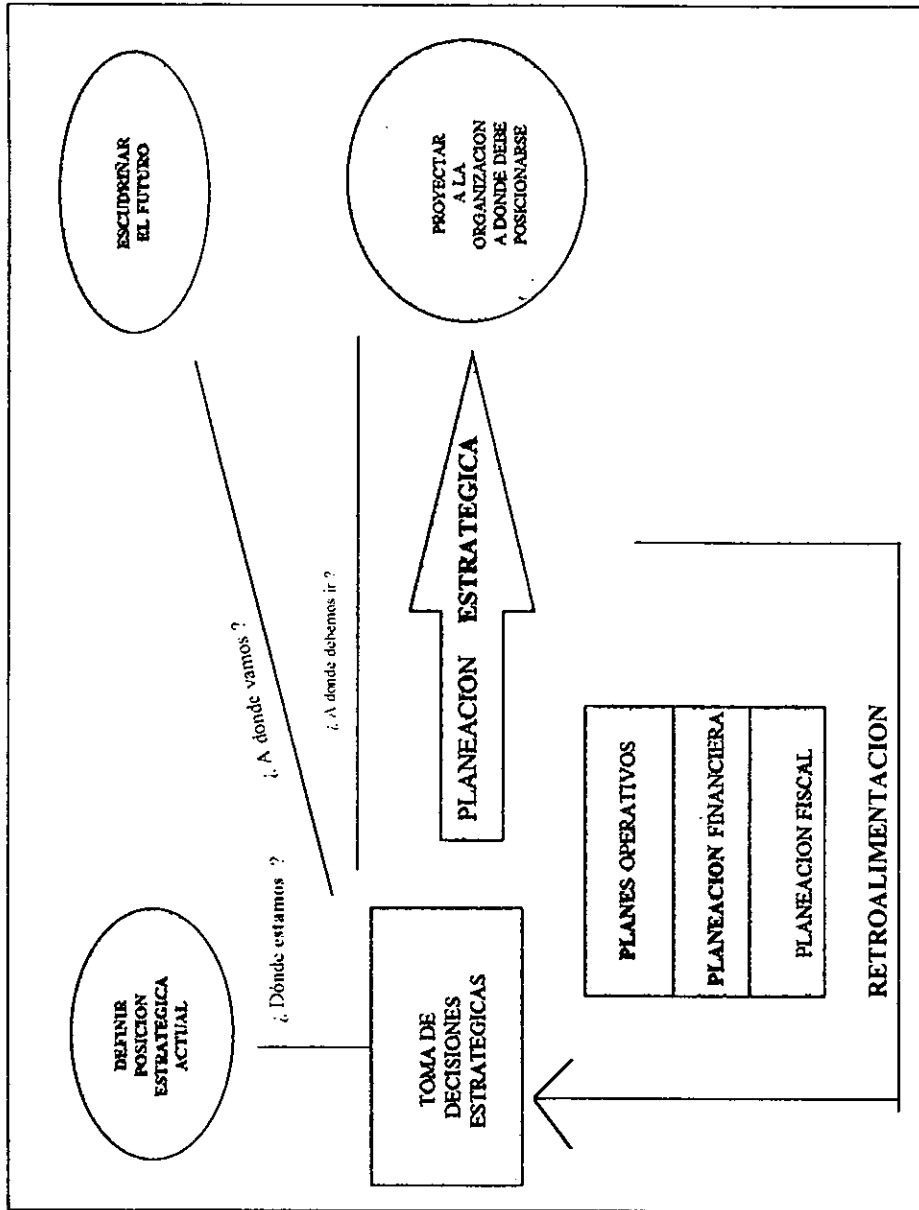 DEFINIR
POSICION
ESTRATEGICA
ACTUAL
ESCUDRIÑAR
EL FUTURO
¿ Dónde estamos ?
¿ A donde vamos ?
¿ A donde debemos ir ?
TOMA DE
DECISIONES
ESTRATEGICAS
PLANEACION ESTRATEGICA
PROYECTAR
A LA
ORGANIZACION
A DONDE DEBE
POSICIONARSE
PLANES OPERATIVOS
PLANEACION FINANCIERA
PLANEACION FISCAL
RETROALIMENTACION